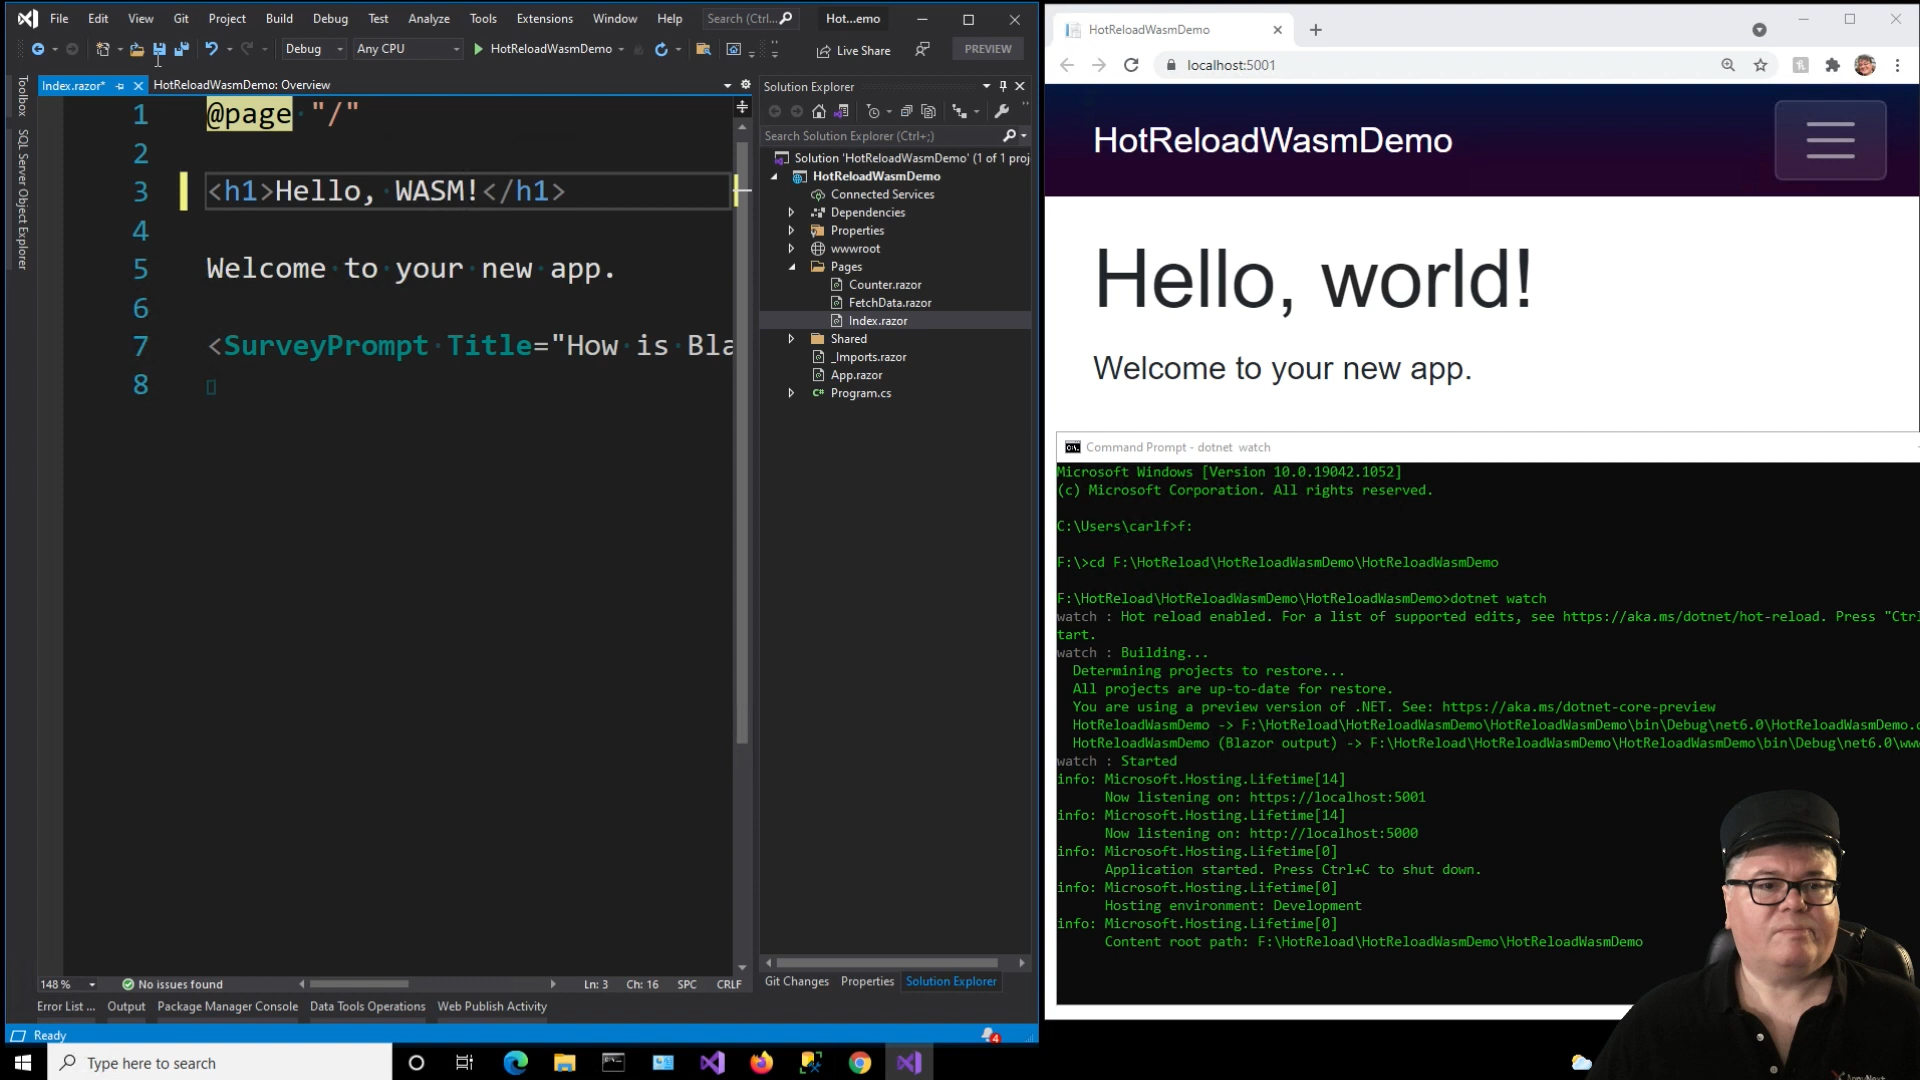 File Edit View Git Project Build Debug Test Analyze Tools Extensions Window Help Search (Ctrl... Hot...emo
Debug Any CPU HotReloadWasmDemo Live Share PREVIEW
Toolbox
SQL Server Object Explorer
Index.razor* HotReloadWasmDemo: Overview
1 @page "/"
2
3 <h1>Hello, WASM!</h1>
4
5 Welcome to your new app.
6
7 <SurveyPrompt Title="How is Bla
8
148 % No issues found Ln: 3 Ch: 16 SPC CRLF
Error List ... Output Package Manager Console Data Tools Operations Web Publish Activity
Ready
4
Solution Explorer
Search Solution Explorer (Ctrl+;)
Solution 'HotReloadWasmDemo' (1 of 1 proj
HotReloadWasmDemo
Connected Services
Dependencies
Properties
wwwroot
Pages
Counter.razor
FetchData.razor
Index.razor
Shared
_Imports.razor
App.razor
C# Program.cs
Git Changes Properties Solution Explorer
HotReloadWasmDemo
localhost:5001
HotReloadWasmDemo
Hello, world!
Welcome to your new app.
Command Prompt - dotnet watch
Microsoft Windows [Version 10.0.19042.1052]
(c) Microsoft Corporation. All rights reserved.
C:\Users\carlf>f:
F:\>cd F:\HotReload\HotReloadWasmDemo\HotReloadWasmDemo
F:\HotReload\HotReloadWasmDemo\HotReloadWasmDemo>dotnet watch
watch : Hot reload enabled. For a list of supported edits, see https://aka.ms/dotnet/hot-reload. Press "Ctrl
tart.
watch : Building...
Determining projects to restore...
All projects are up-to-date for restore.
You are using a preview version of .NET. See: https://aka.ms/dotnet-core-preview
HotReloadWasmDemo -> F:\HotReload\HotReloadWasmDemo\HotReloadWasmDemo\bin\Debug\net6.0\HotReloadWasmDemo.d
HotReloadWasmDemo (Blazor output) -> F:\HotReload\HotReloadWasmDemo\HotReloadWasmDemo\bin\Debug\net6.0\www
watch : Started
info: Microsoft.Hosting.Lifetime[14]
Now listening on: https://localhost:5001
info: Microsoft.Hosting.Lifetime[14]
Now listening on: http://localhost:5000
info: Microsoft.Hosting.Lifetime[0]
Application started. Press Ctrl+C to shut down.
info: Microsoft.Hosting.Lifetime[0]
Hosting environment: Development
info: Microsoft.Hosting.Lifetime[0]
Content root path: F:\HotReload\HotReloadWasmDemo\HotReloadWasmDemo
Type here to search